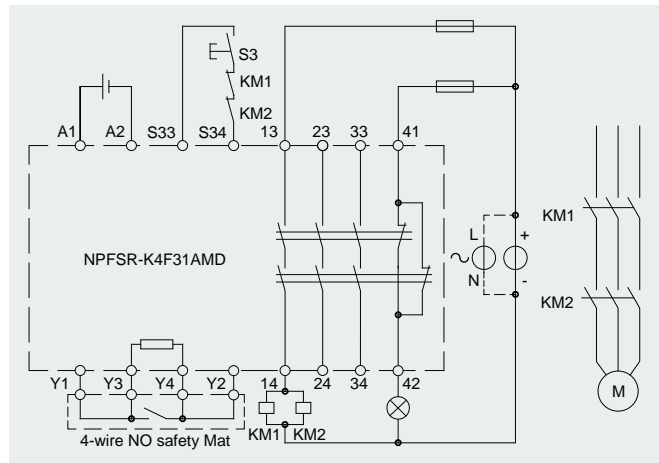 S3
KM1
KM2
A1 A2 S33 S34 13 23 33 41
KM1
L +
NPFSR-K4F31AMD
N -
KM2
Y1 Y3 Y4 Y2 14 24 34 42
M
KM1 KM2
4-wire NO safety Mat